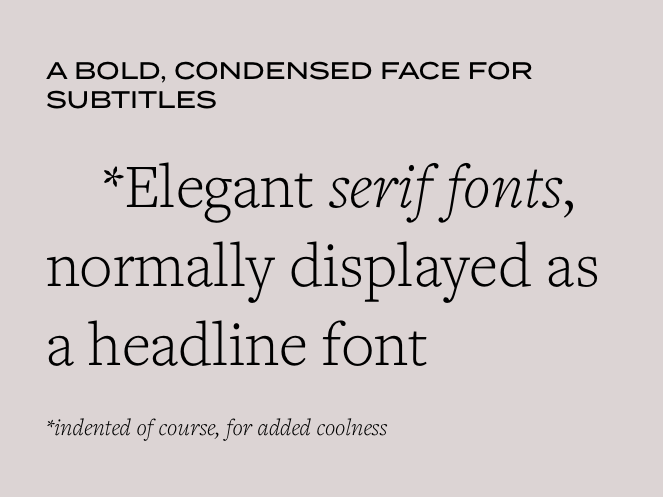 A BOLD, CONDENSED FACE FOR
SUBTITLES
*Elegant serif fonts,
normally displayed as
a headline font
*indented of course, for added coolness